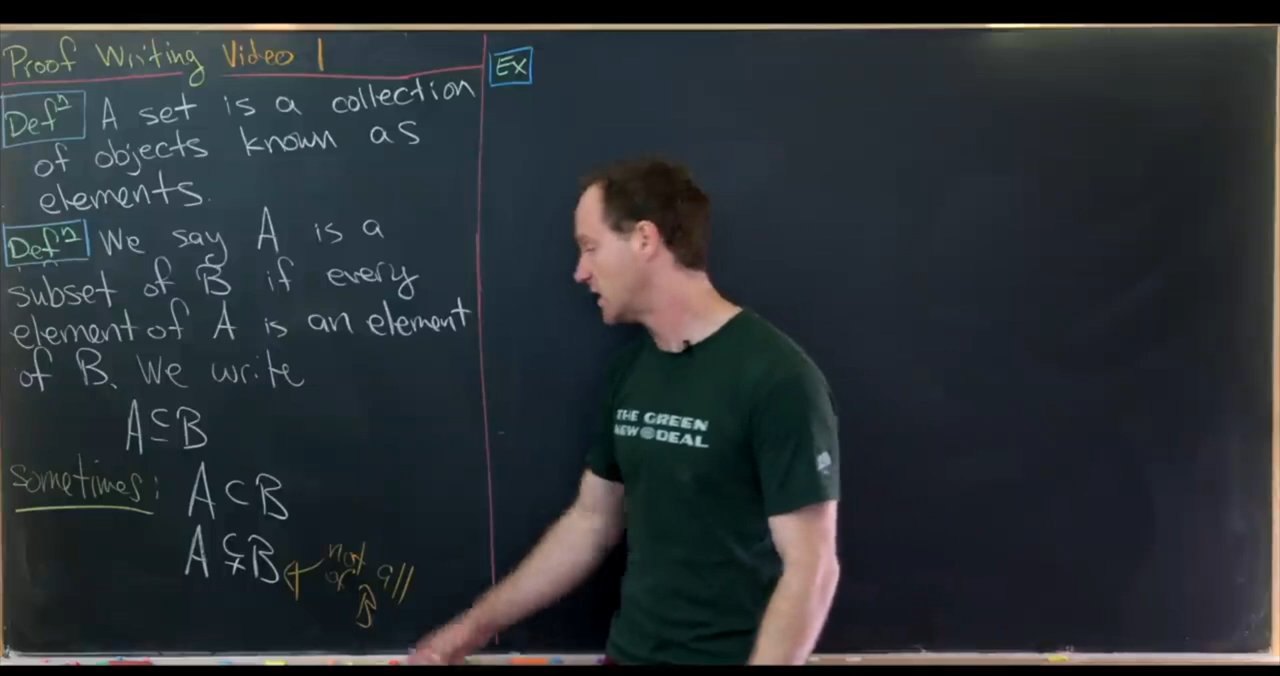 Proof Writing Video 1
Defⁿ A set is a collection
of objects known as
elements.
Defⁿ We say A is a
subset of B if every
element of A is an element
of B. We write
A ⊆ B
sometimes: A ⊂ B
A ⊊ B not all
of B
Ex
THE GREEN
NEW DEAL